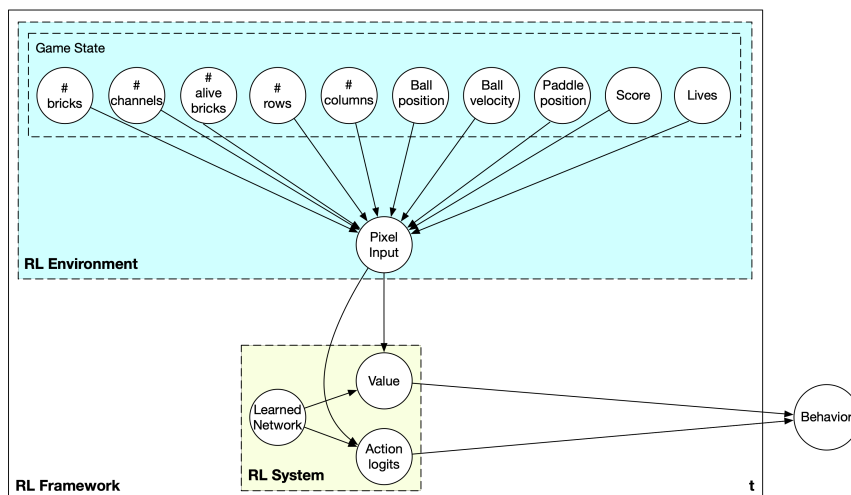 Game State
#
bricks
#
channels
#
alive
bricks
#
rows
#
columns
Ball
position
Ball
velocity
Paddle
position
Score
Lives
Pixel
Input
RL Environment
Value
Learned
Network
Behavior
Action
logits
RL System
RL Framework
t